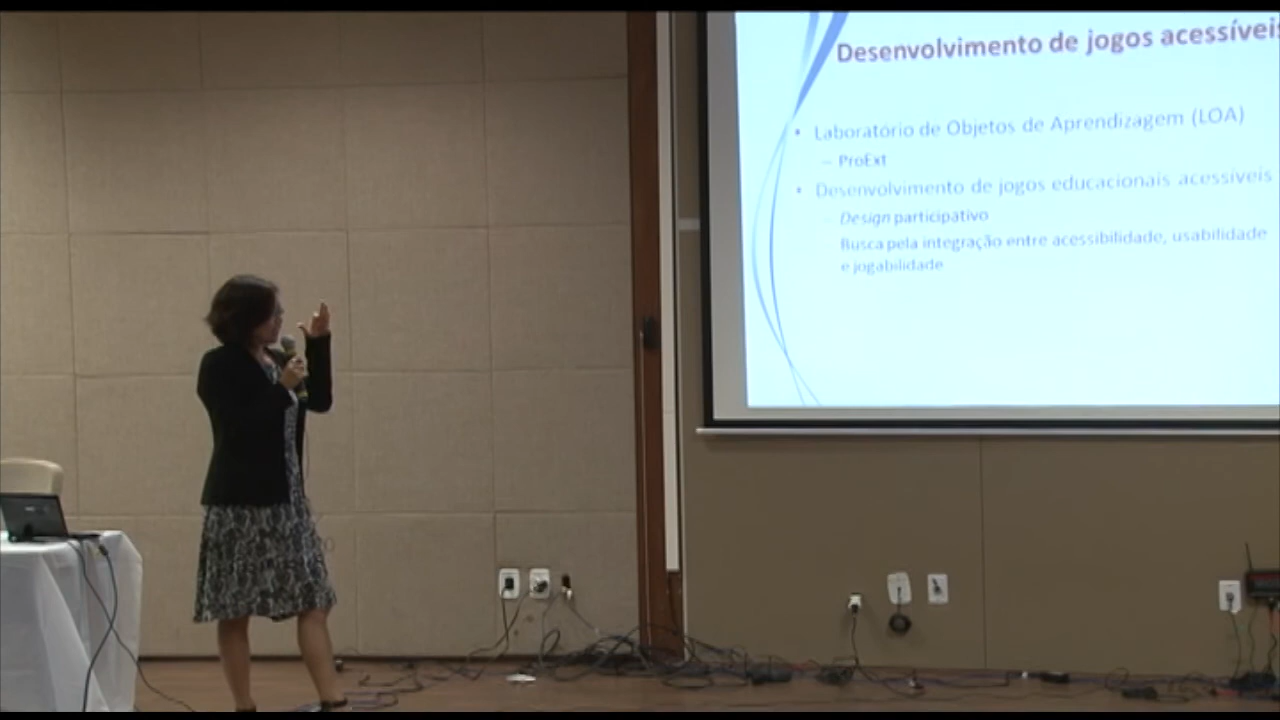 Desenvolvimento de jogos acessíveis
• Laboratório de Objetos de Aprendizagem (LOA)
– ProExt
• Desenvolvimento de jogos educacionais acessíveis
Design participativo
Busca pela integração entre acessibilidade, usabilidade
e jogabilidade